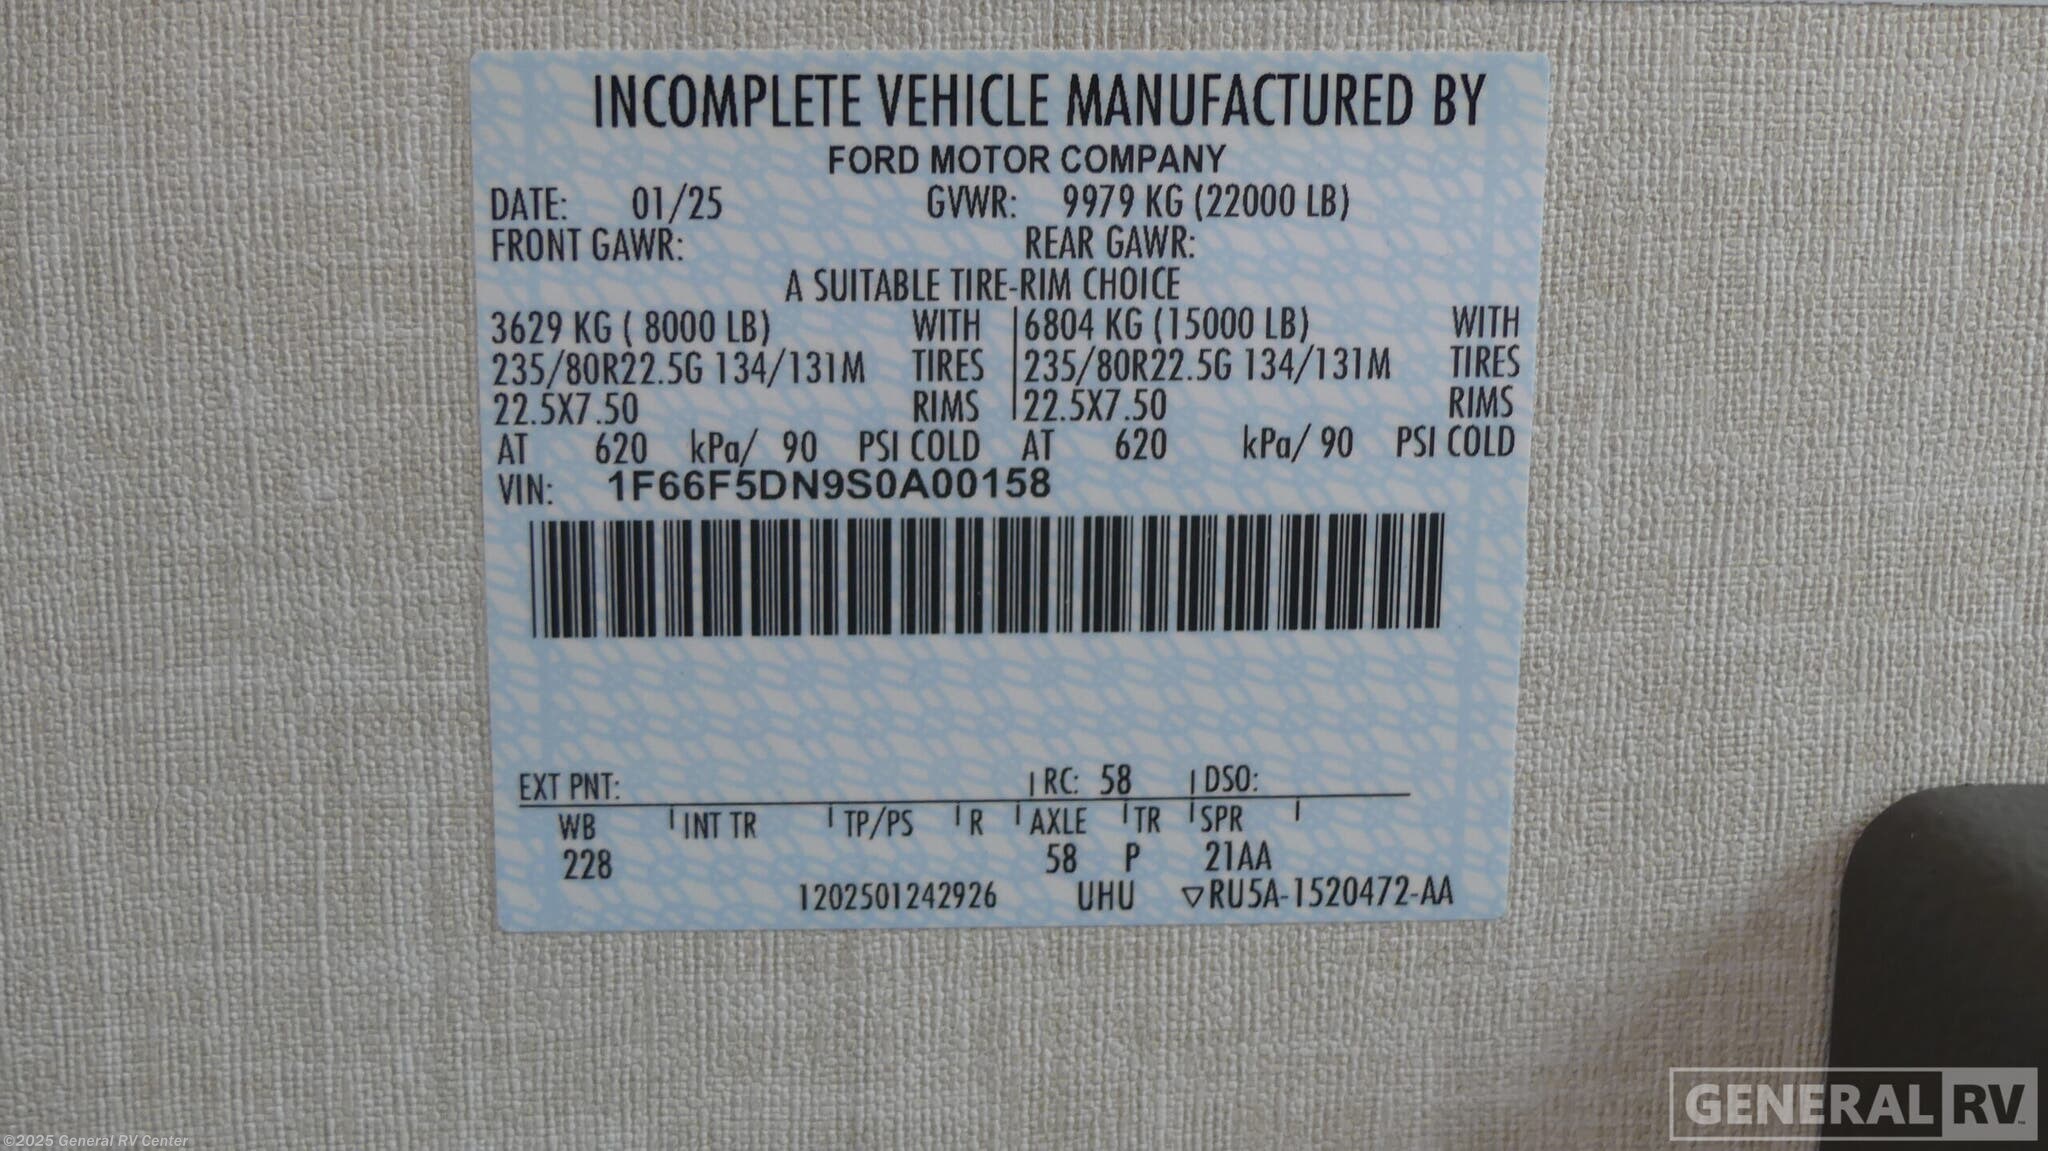 INCOMPLETE VEHICLE MANUFACTURED BY
FORD MOTOR COMPANY
DATE: 01/25 GVWR: 9979 KG (22000 LB)
FRONT GAWR: REAR GAWR:
A SUITABLE TIRE-RIM CHOICE
3629 KG ( 8000 LB) WITH 6804 KG (15000 LB) WITH
235/80R22.5G 134/131M TIRES 235/80R22.5G 134/131M TIRES
22.5X7.50 RIMS 22.5X7.50 RIMS
AT 620 kPa/ 90 PSI COLD AT 620 kPa/ 90 PSI COLD
VIN: 1F66F5DN9S0A00158
EXT PNT: RC: 58 DSO:
WB INT TR TP/PS R AXLE TR SPR
228 58 P 21AA
1202501242926 UHU ▽RU5A-1520472-AA
GENERAL RV™
©2025 General RV Center